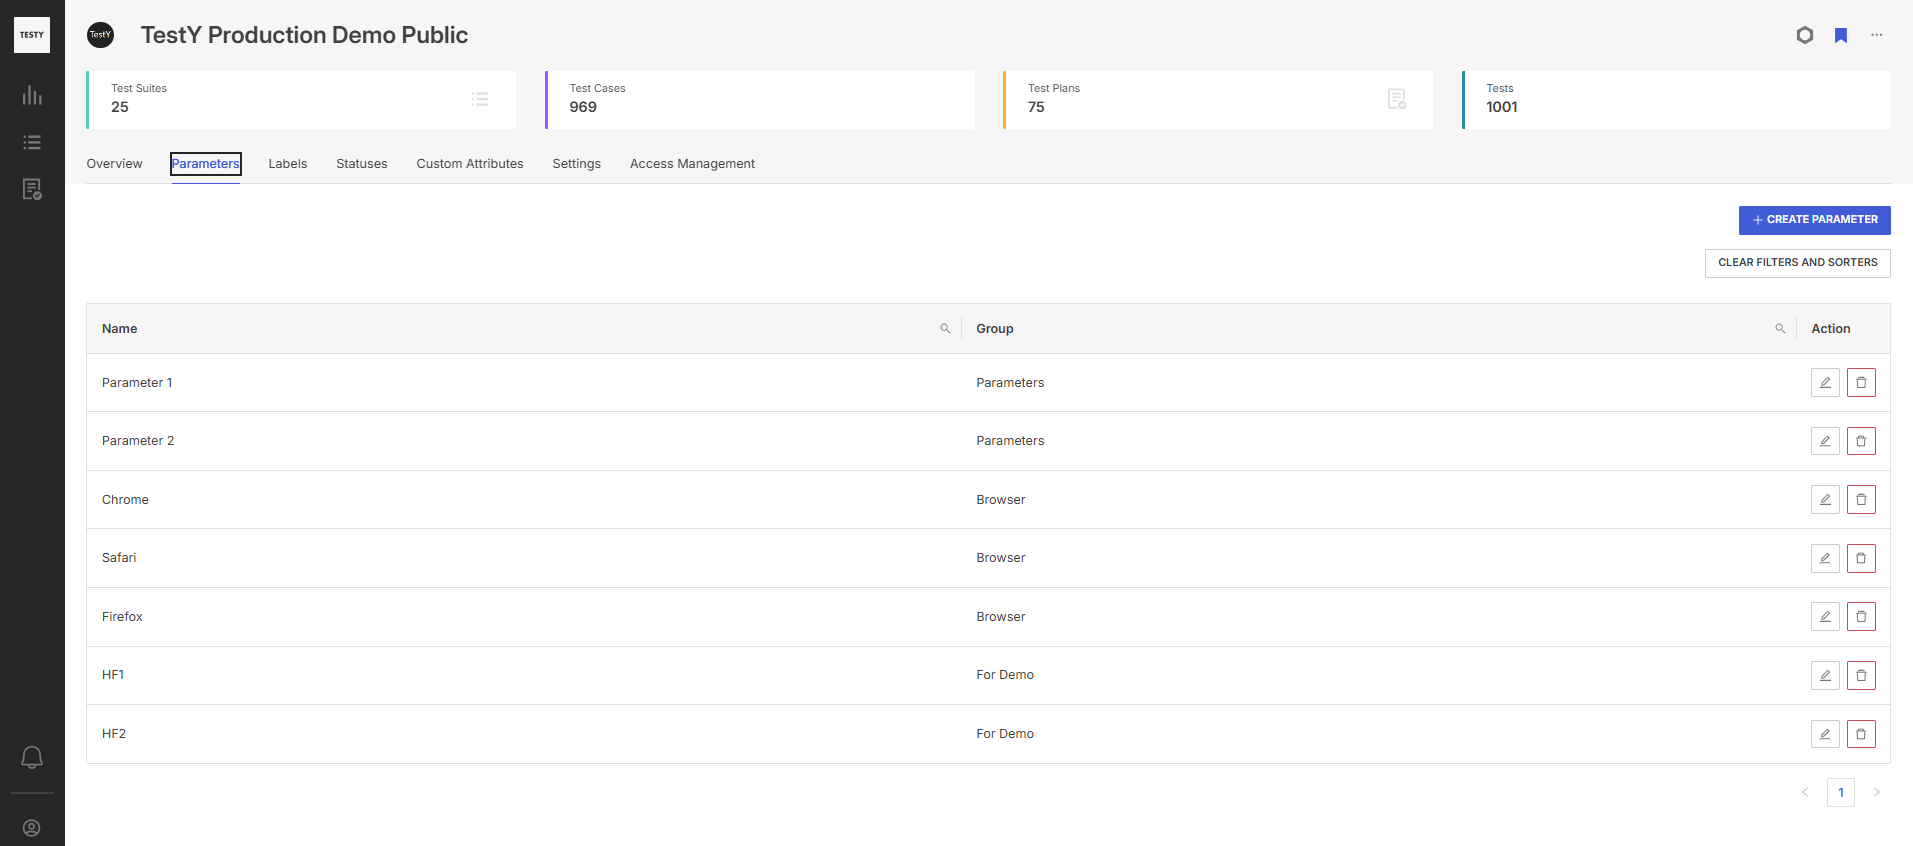 TESTY
TestY
TestY Production Demo Public
Test Suites
25
Test Cases
969
Test Plans
75
Tests
1001
Overview
Parameters
Labels
Statuses
Custom Attributes
Settings
Access Management
CREATE PARAMETER
CLEAR FILTERS AND SORTERS
Name Group Action
Parameter 1 Parameters
Parameter 2 Parameters
Chrome Browser
Safari Browser
Firefox Browser
HF1 For Demo
HF2 For Demo
1